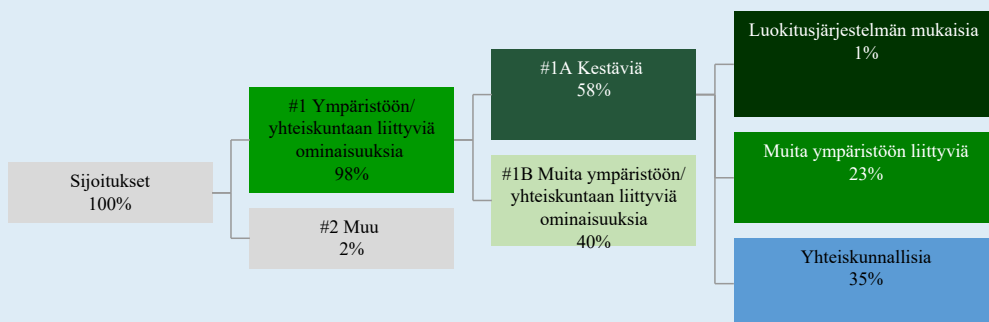 Sijoitukset
100%
#1 Ympäristöön/
yhteiskuntaan liittyviä
ominaisuuksia
98%
#2 Muu
2%
#1A Kestäviä
58%
#1B Muita ympäristöön/
yhteiskuntaan liittyviä
ominaisuuksia
40%
Luokitusjärjestelmän mukaisia
1%
Muita ympäristöön liittyviä
23%
Yhteiskunnallisia
35%